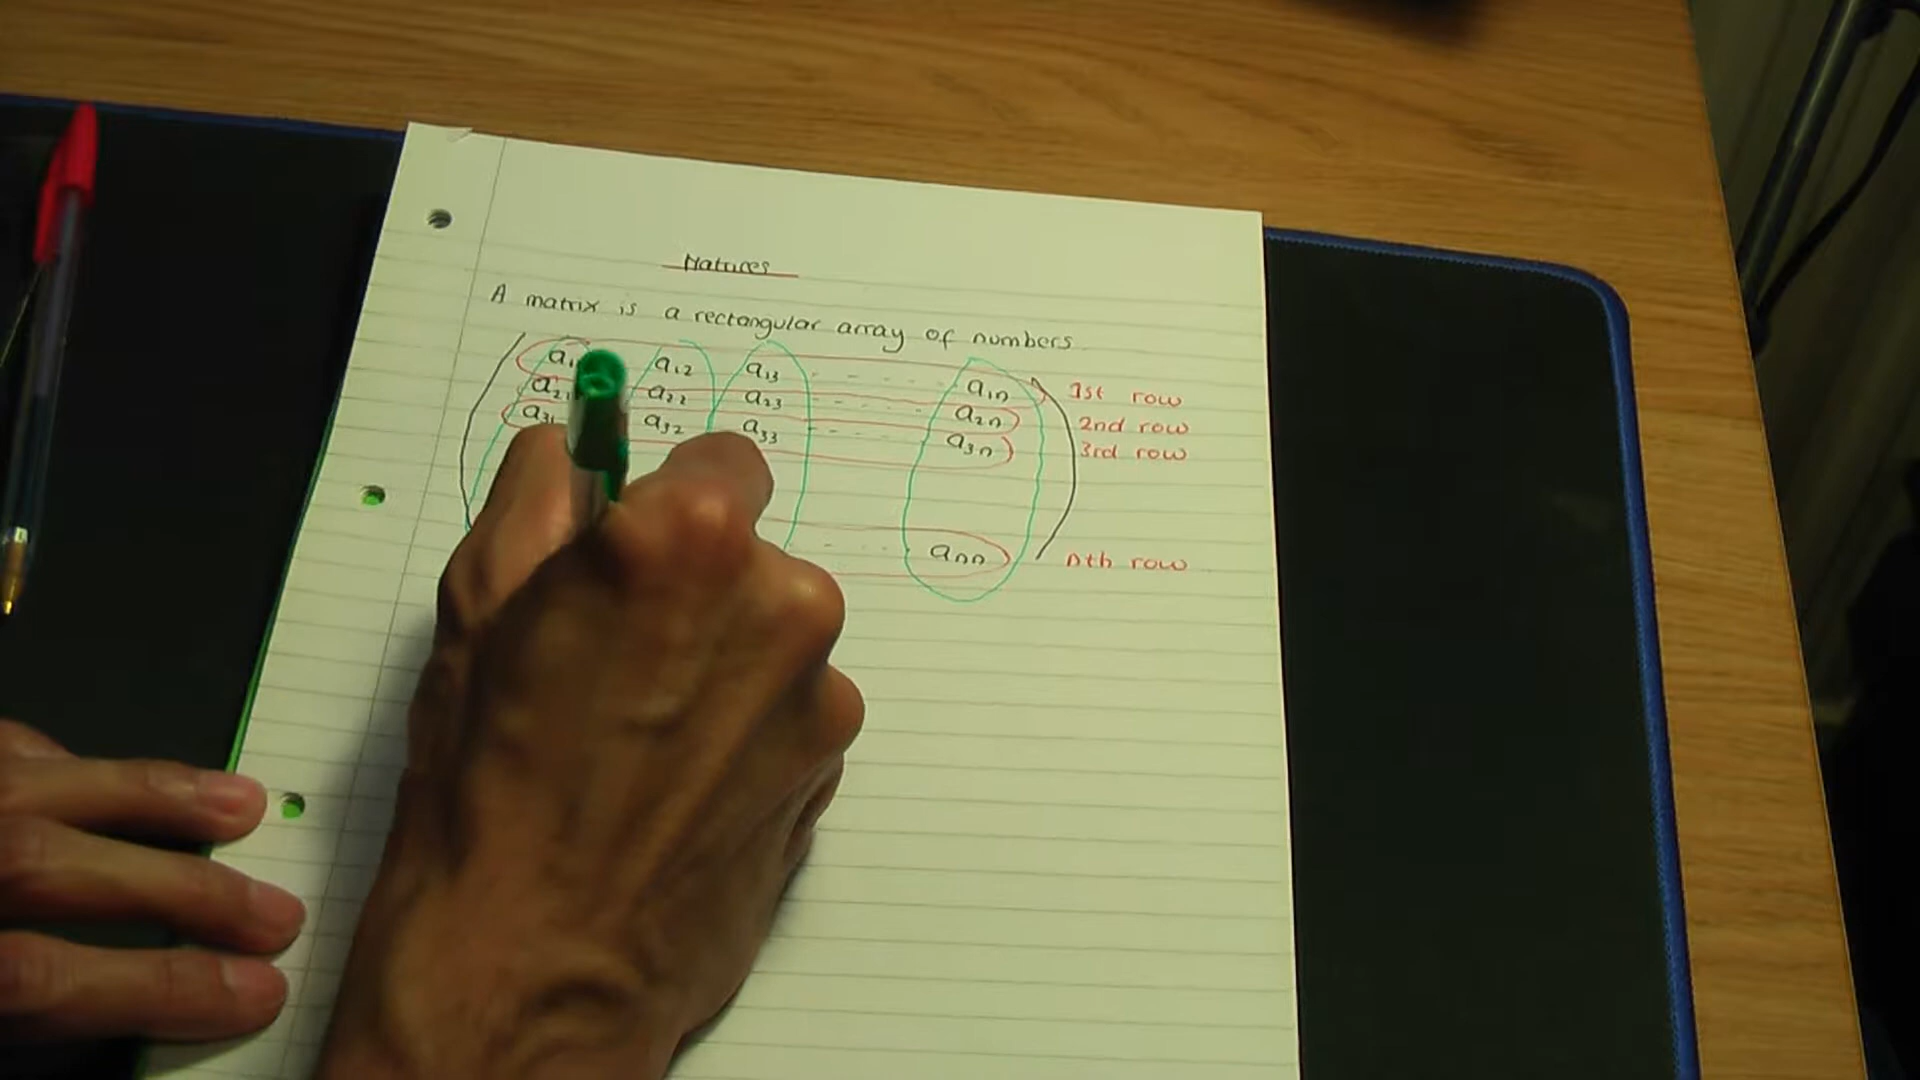 Matrices
A matrix is a rectangular array of numbers
a12 a13 - - - - a1n 1st row
a22 a23 - - - - a2n 2nd row
a31 a32 a33 - - - - a3n 3rd row
- - - - ann nth row